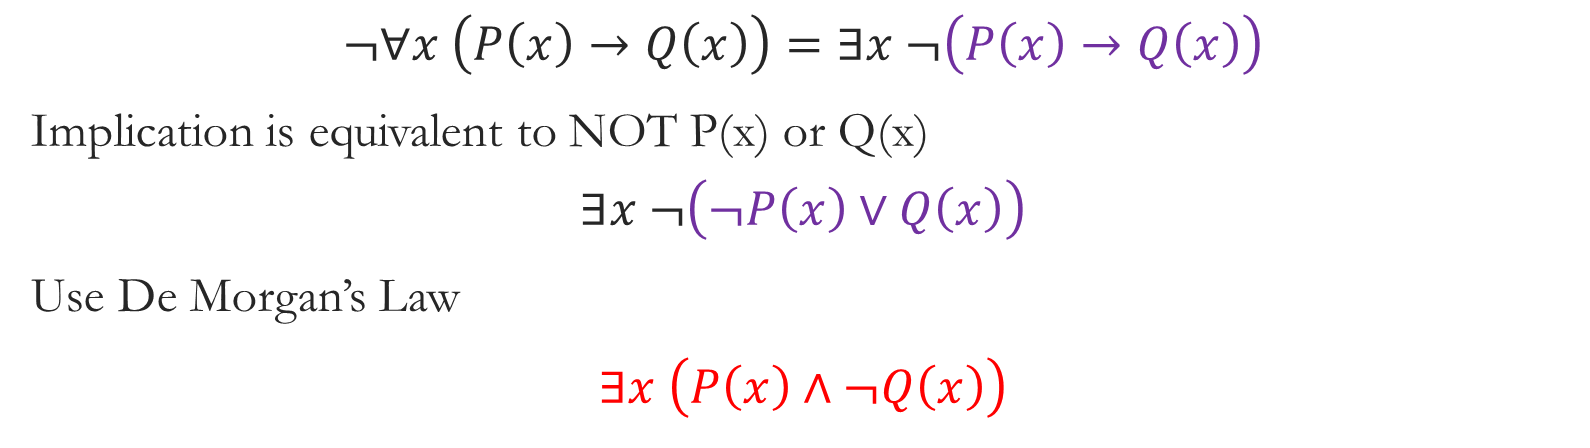 ¬∀x (P(x) → Q(x)) = ∃x ¬(P(x) → Q(x))
Implication is equivalent to NOT P(x) or Q(x)
∃x ¬(¬P(x) ∨ Q(x))
Use De Morgan’s Law
∃x (P(x) ∧ ¬Q(x))